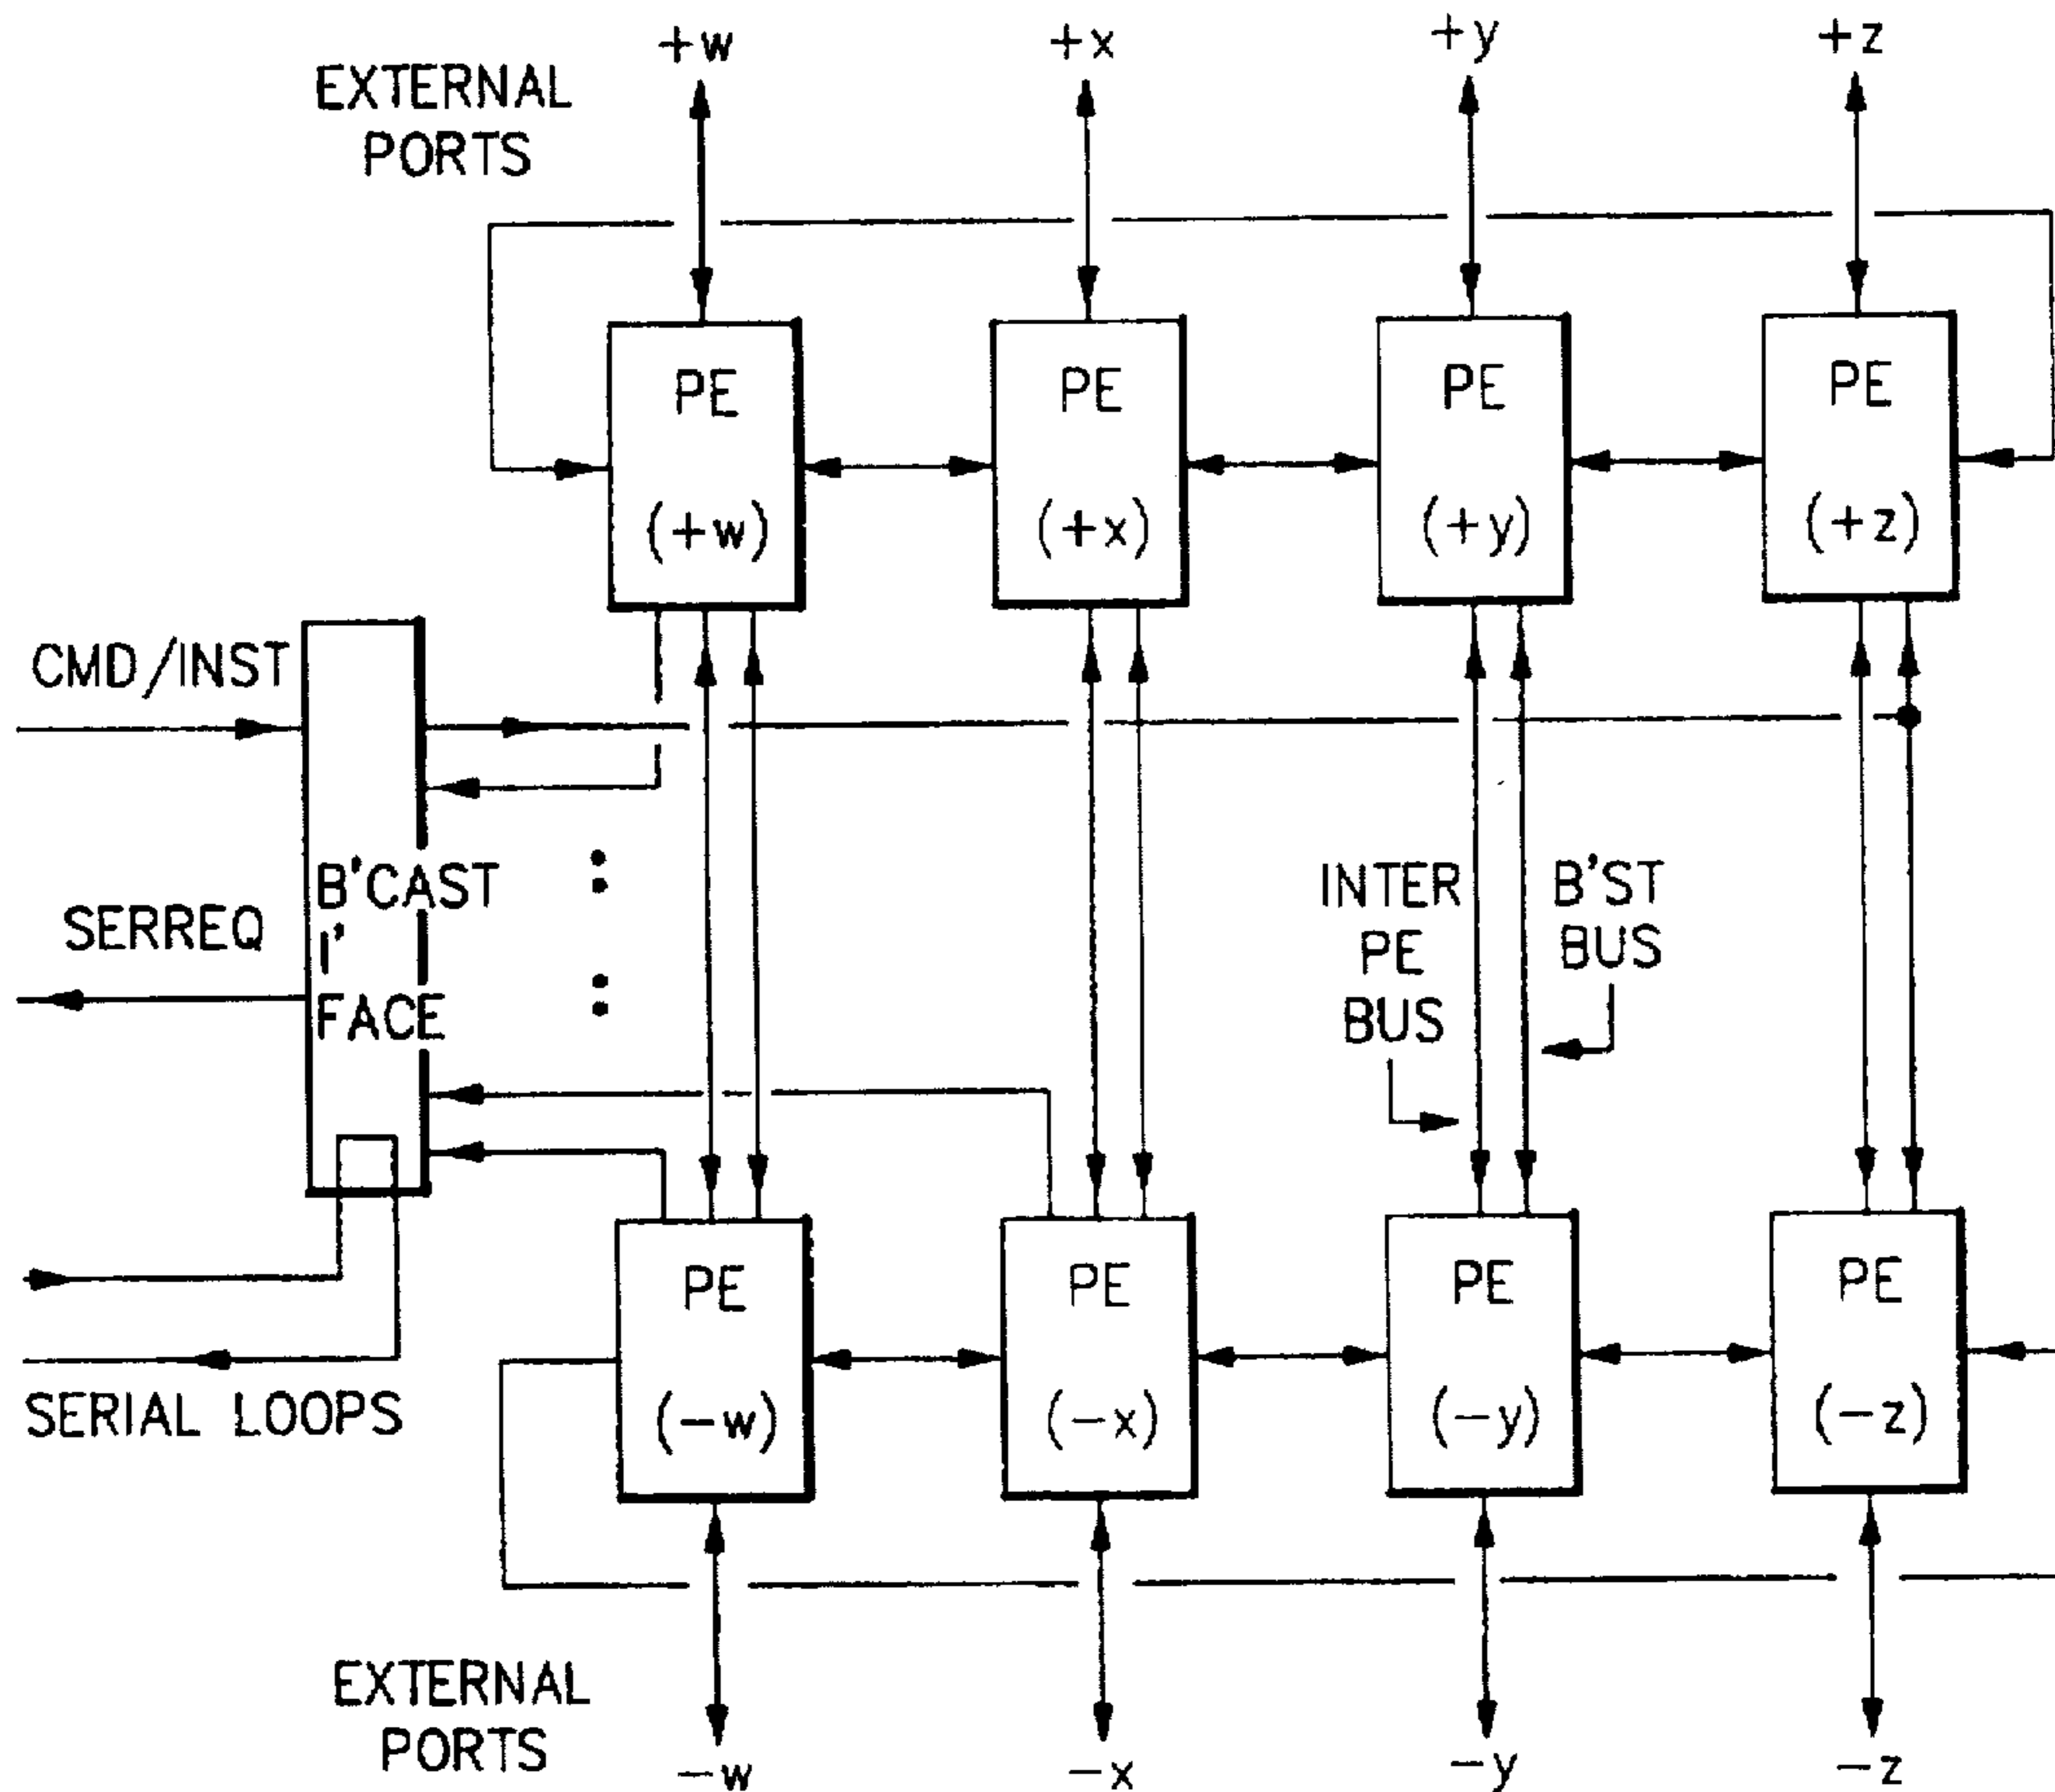 +w +x +y +z
EXTERNAL
PORTS
PE PE PE PE
(+w) (+x) (+y) (+z)
CMD/INST
B'CAST
I'
FACE
SERREQ
INTER
PE
BUS
B'ST
BUS
PE PE PE PE
(-w) (-x) (-y) (-z)
SERIAL LOOPS
EXTERNAL
PORTS
-w -x -y -z